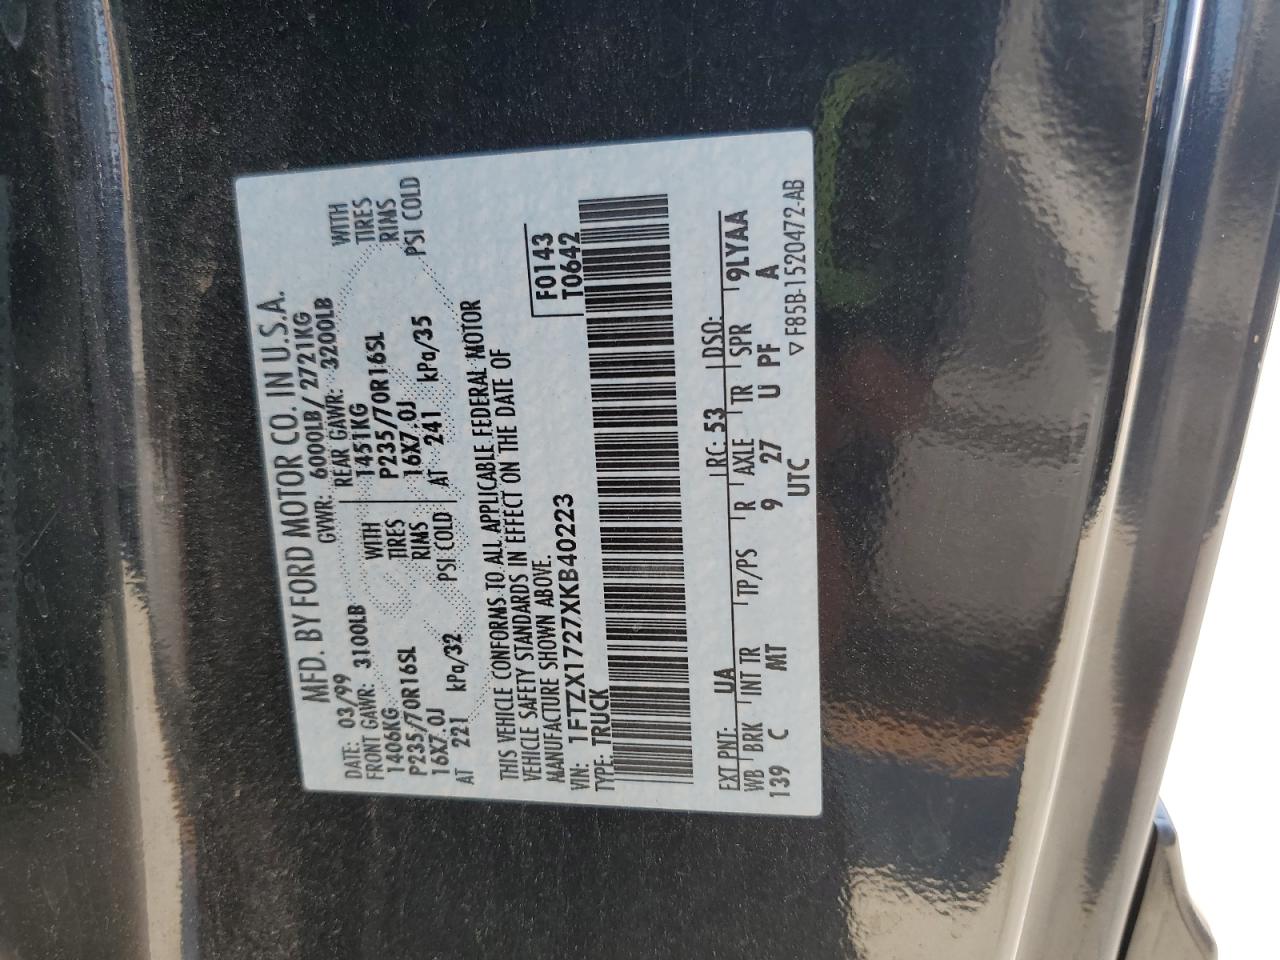 MFD. BY FORD MOTOR CO. IN U.S.A.
DATE: 03/99 GVWR: 6000LB/ 2721KG
FRONT GAWR: 3100LB REAR GAWR: 3200LB
1406KG WITH 1451KG WITH
P235/70R16SL TIRES P235/70R16SL TIRES
16X7.0J RIMS 16X7.0J RIMS
AT 221 kPa/32 PSI COLD AT 241 kPa/35 PSI COLD
THIS VEHICLE CONFORMS TO ALL APPLICABLE FEDERAL MOTOR
VEHICLE SAFETY STANDARDS IN EFFECT ON THE DATE OF
MANUFACTURE SHOWN ABOVE.
F0143
VIN: 1FTZX1727XKB40223
T0642
TYPE: TRUCK
EXT PNT: UA RC: 53 DSO:
WB BRK INT TR TP/PS R AXLE TR SPR 9LYAA
139 C MT 9 27 U PF A
UTC
▽ F85B-1520472-AB